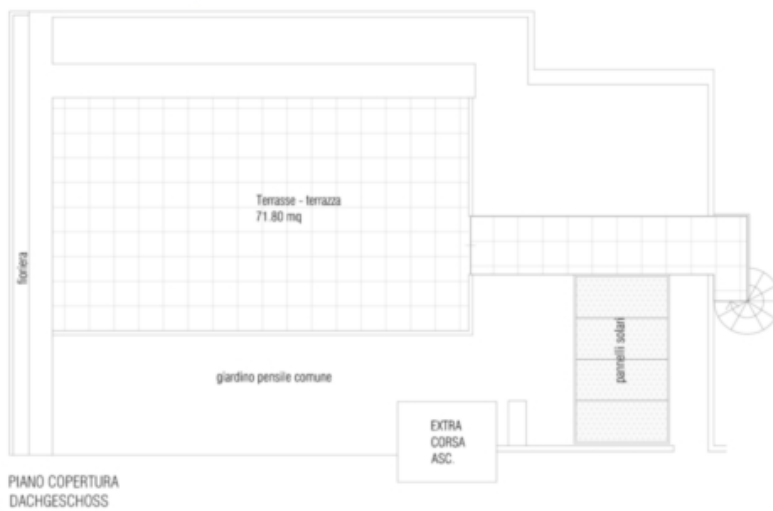 Terrasse - terrazza
71.80 mq
fioriera
pannelli solari
giardino pensile comune
EXTRA
CORSA
ASC.
PIANO COPERTURA
DACHGESCHOSS